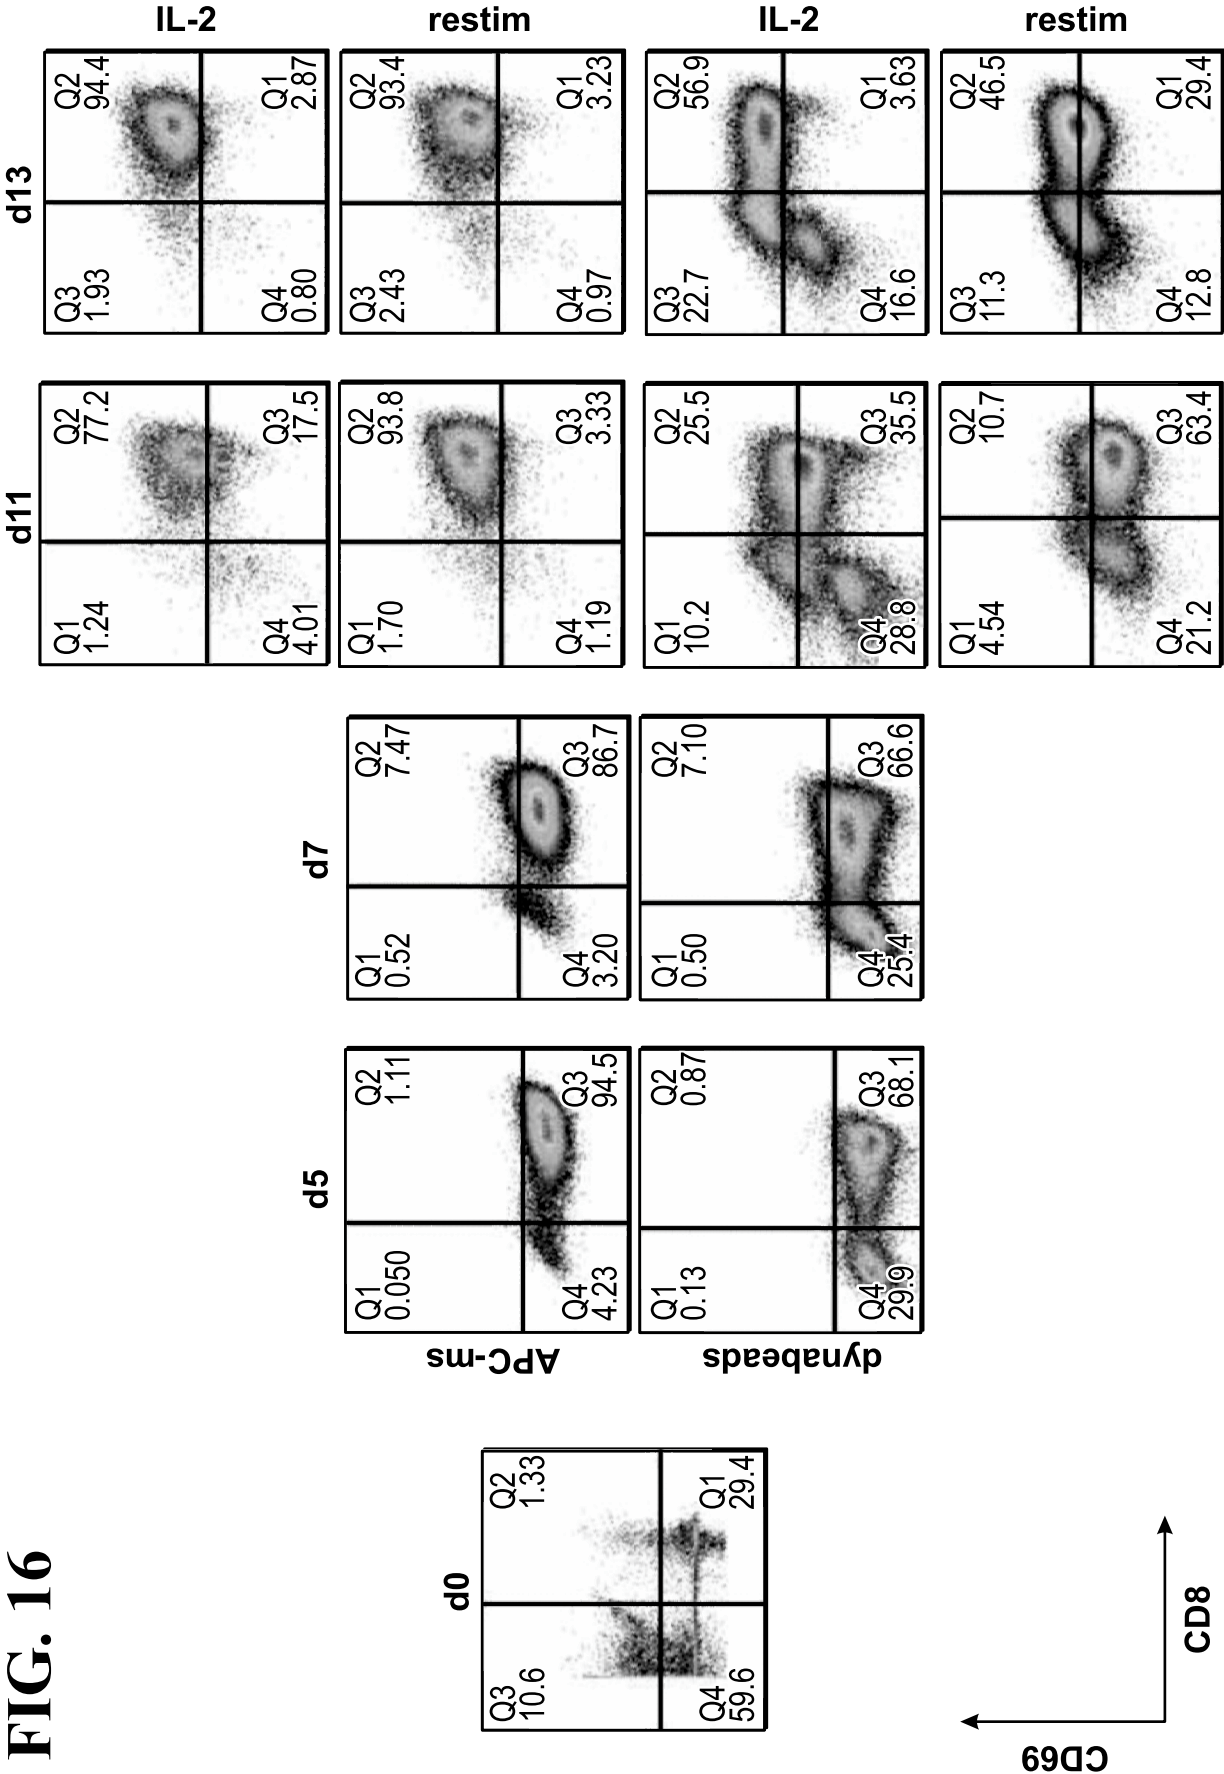 FIG. 16
d0
Q3
10.6
Q2
1.33
Q4
59.6
Q1
29.4
CD69
CD8
d5
d7
d11
d13
APC-ms
dynabeads
Q1
0.050
Q2
1.11
Q4
4.23
Q3
94.5
Q1
0.13
Q2
0.87
Q4
29.9
Q3
68.1
Q1
0.52
Q2
7.47
Q4
3.20
Q3
86.7
Q1
0.50
Q2
7.10
Q4
25.4
Q3
66.6
Q1
1.24
Q2
77.2
Q4
4.01
Q3
17.5
Q1
1.70
Q2
93.8
Q4
1.19
Q3
3.33
Q1
10.2
Q2
25.5
Q4
28.8
Q3
35.5
Q1
4.54
Q2
10.7
Q4
21.2
Q3
63.4
Q3
1.93
Q2
94.4
Q4
0.80
Q1
2.87
IL-2
Q3
2.43
Q2
93.4
Q4
0.97
Q1
3.23
restim
Q3
22.7
Q2
56.9
Q4
16.6
Q1
3.63
IL-2
Q3
11.3
Q2
46.5
Q4
12.8
Q1
29.4
restim